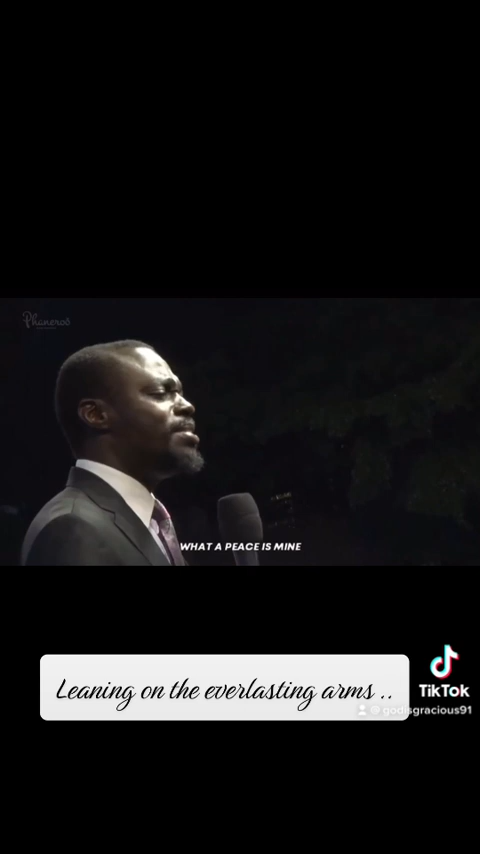 Phaneroo
WHAT A PEACE IS MINE
Leaning on the everlasting arms ..
TikTok
@godisgracious91